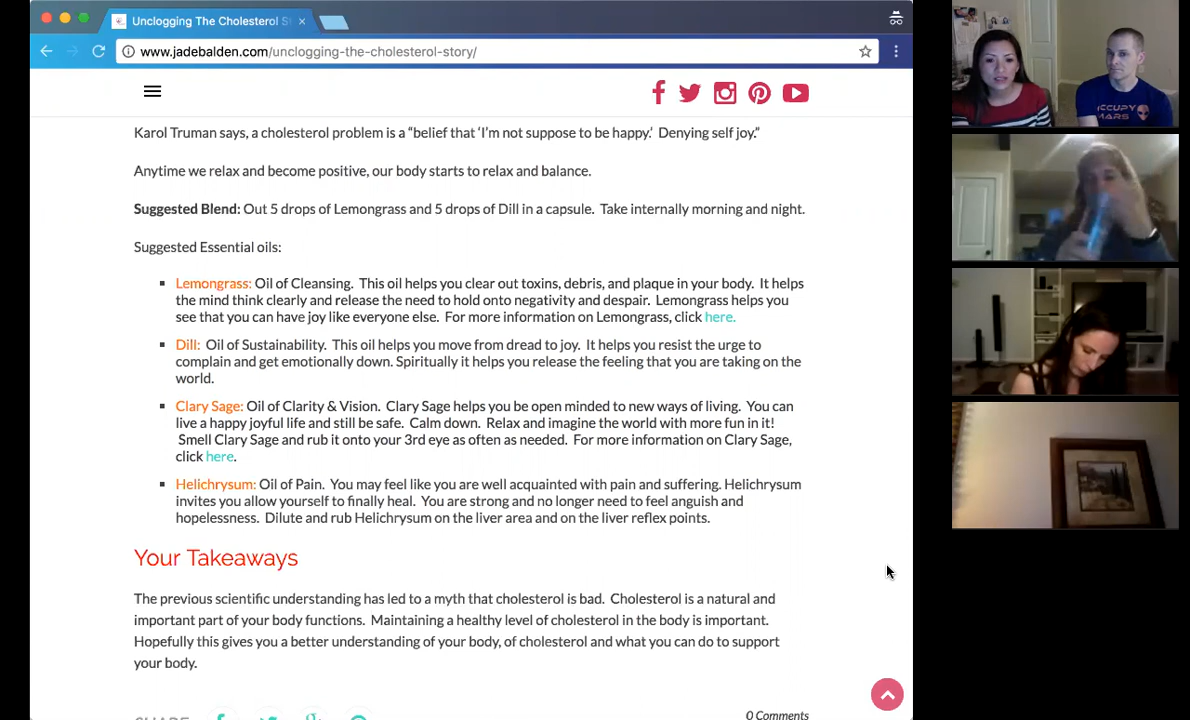 Unclogging The Cholesterol St
www.jadebalden.com/unclogging-the-cholesterol-story/
Karol Truman says, a cholesterol problem is a “belief that ‘I’m not suppose to be happy.’ Denying self joy.”
Anytime we relax and become positive, our body starts to relax and balance.
Suggested Blend: Out 5 drops of Lemongrass and 5 drops of Dill in a capsule. Take internally morning and night.
Suggested Essential oils:
Lemongrass: Oil of Cleansing. This oil helps you clear out toxins, debris, and plaque in your body. It helps
the mind think clearly and release the need to hold onto negativity and despair. Lemongrass helps you
see that you can have joy like everyone else. For more information on Lemongrass, click here.
Dill: Oil of Sustainability. This oil helps you move from dread to joy. It helps you resist the urge to
complain and get emotionally down. Spiritually it helps you release the feeling that you are taking on the
world.
Clary Sage: Oil of Clarity & Vision. Clary Sage helps you be open minded to new ways of living. You can
live a happy joyful life and still be safe. Calm down. Relax and imagine the world with more fun in it!
Smell Clary Sage and rub it onto your 3rd eye as often as needed. For more information on Clary Sage,
click here.
Helichrysum: Oil of Pain. You may feel like you are well acquainted with pain and suffering. Helichrysum
invites you allow yourself to finally heal. You are strong and no longer need to feel anguish and
hopelessness. Dilute and rub Helichrysum on the liver area and on the liver reflex points.
Your Takeaways
The previous scientific understanding has led to a myth that cholesterol is bad. Cholesterol is a natural and
important part of your body functions. Maintaining a healthy level of cholesterol in the body is important.
Hopefully this gives you a better understanding of your body, of cholesterol and what you can do to support
your body.
SHARE
0 Comments
OCCUPY
MARS